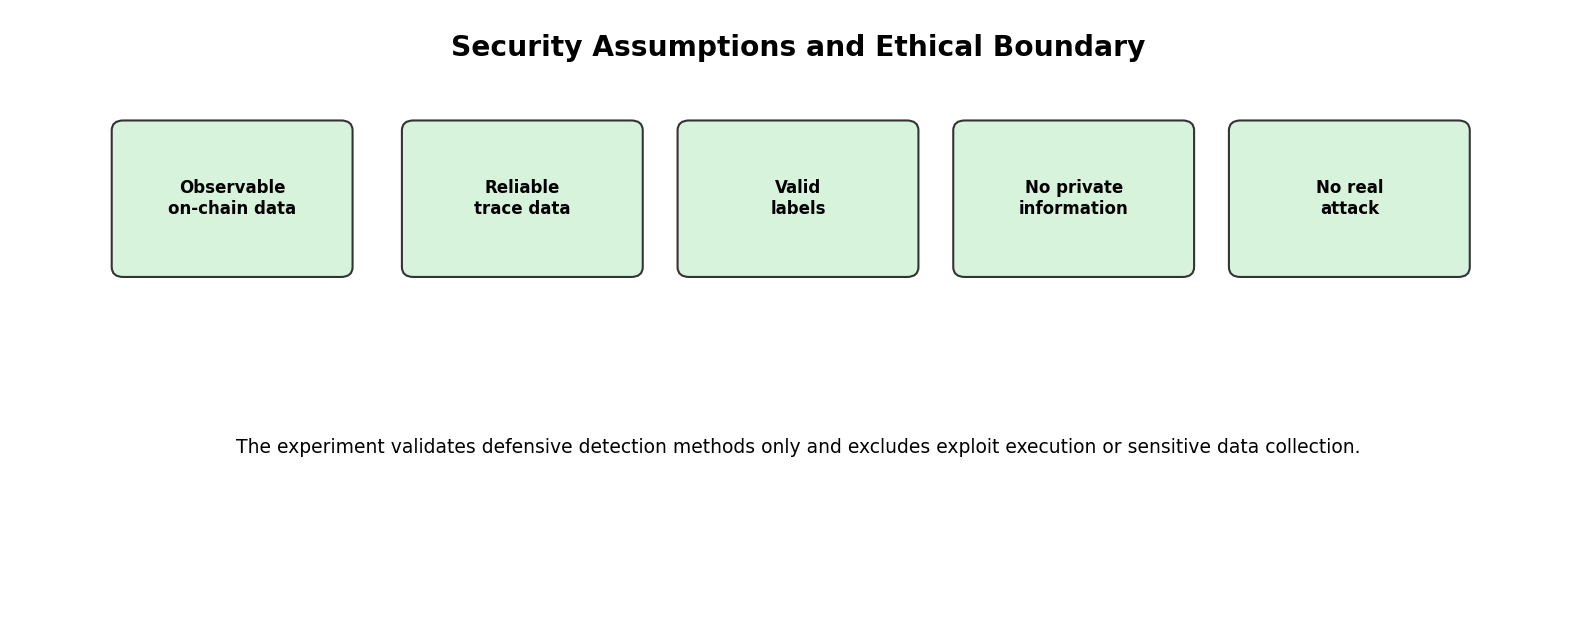 Security Assumptions and Ethical Boundary
Observable
on-chain data
Reliable
trace data
Valid
labels
No private
information
No real
attack
The experiment validates defensive detection methods only and excludes exploit execution or sensitive data collection.